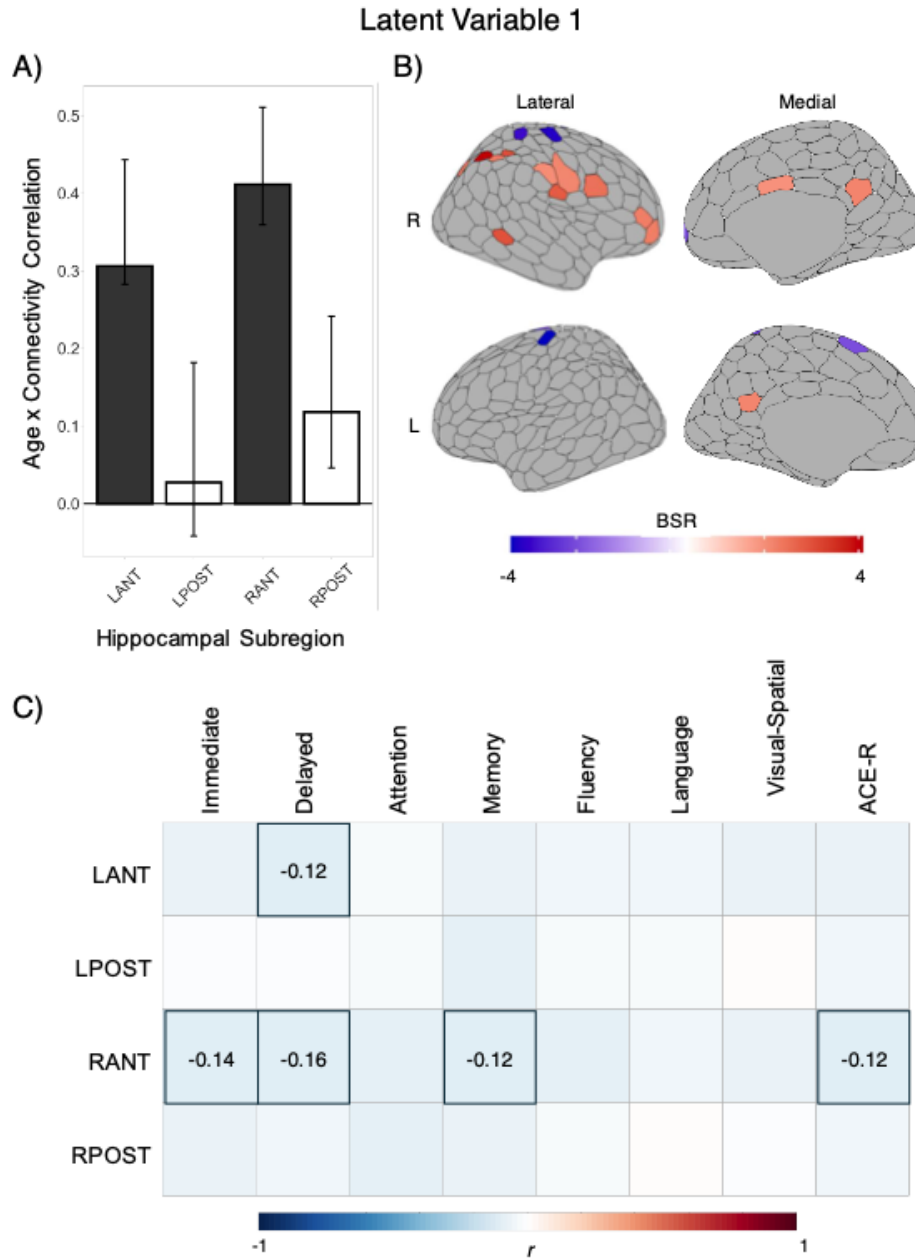 Latent Variable 1
A)
B)
0.5
0.4
0.3
0.2
0.1
0.0
Age x Connectivity Correlation
LANT
LPOST
RANT
RPOST
Hippocampal Subregion
Lateral
Medial
R
L
BSR
-4
4
C)
Immediate
Delayed
Attention
Memory
Fluency
Language
Visual-Spatial
ACE-R
LANT
-0.12
LPOST
RANT
-0.14
-0.16
-0.12
-0.12
RPOST
-1
r
1